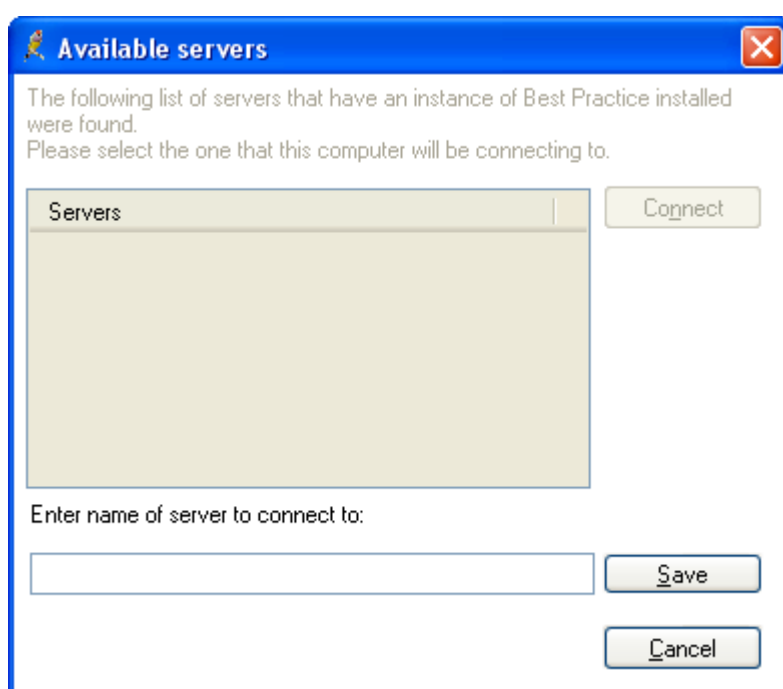 Available servers
The following list of servers that have an instance of Best Practice installed
were found.
Please select the one that this computer will be connecting to.
Servers
Connect
Enter name of server to connect to:
Save
Cancel